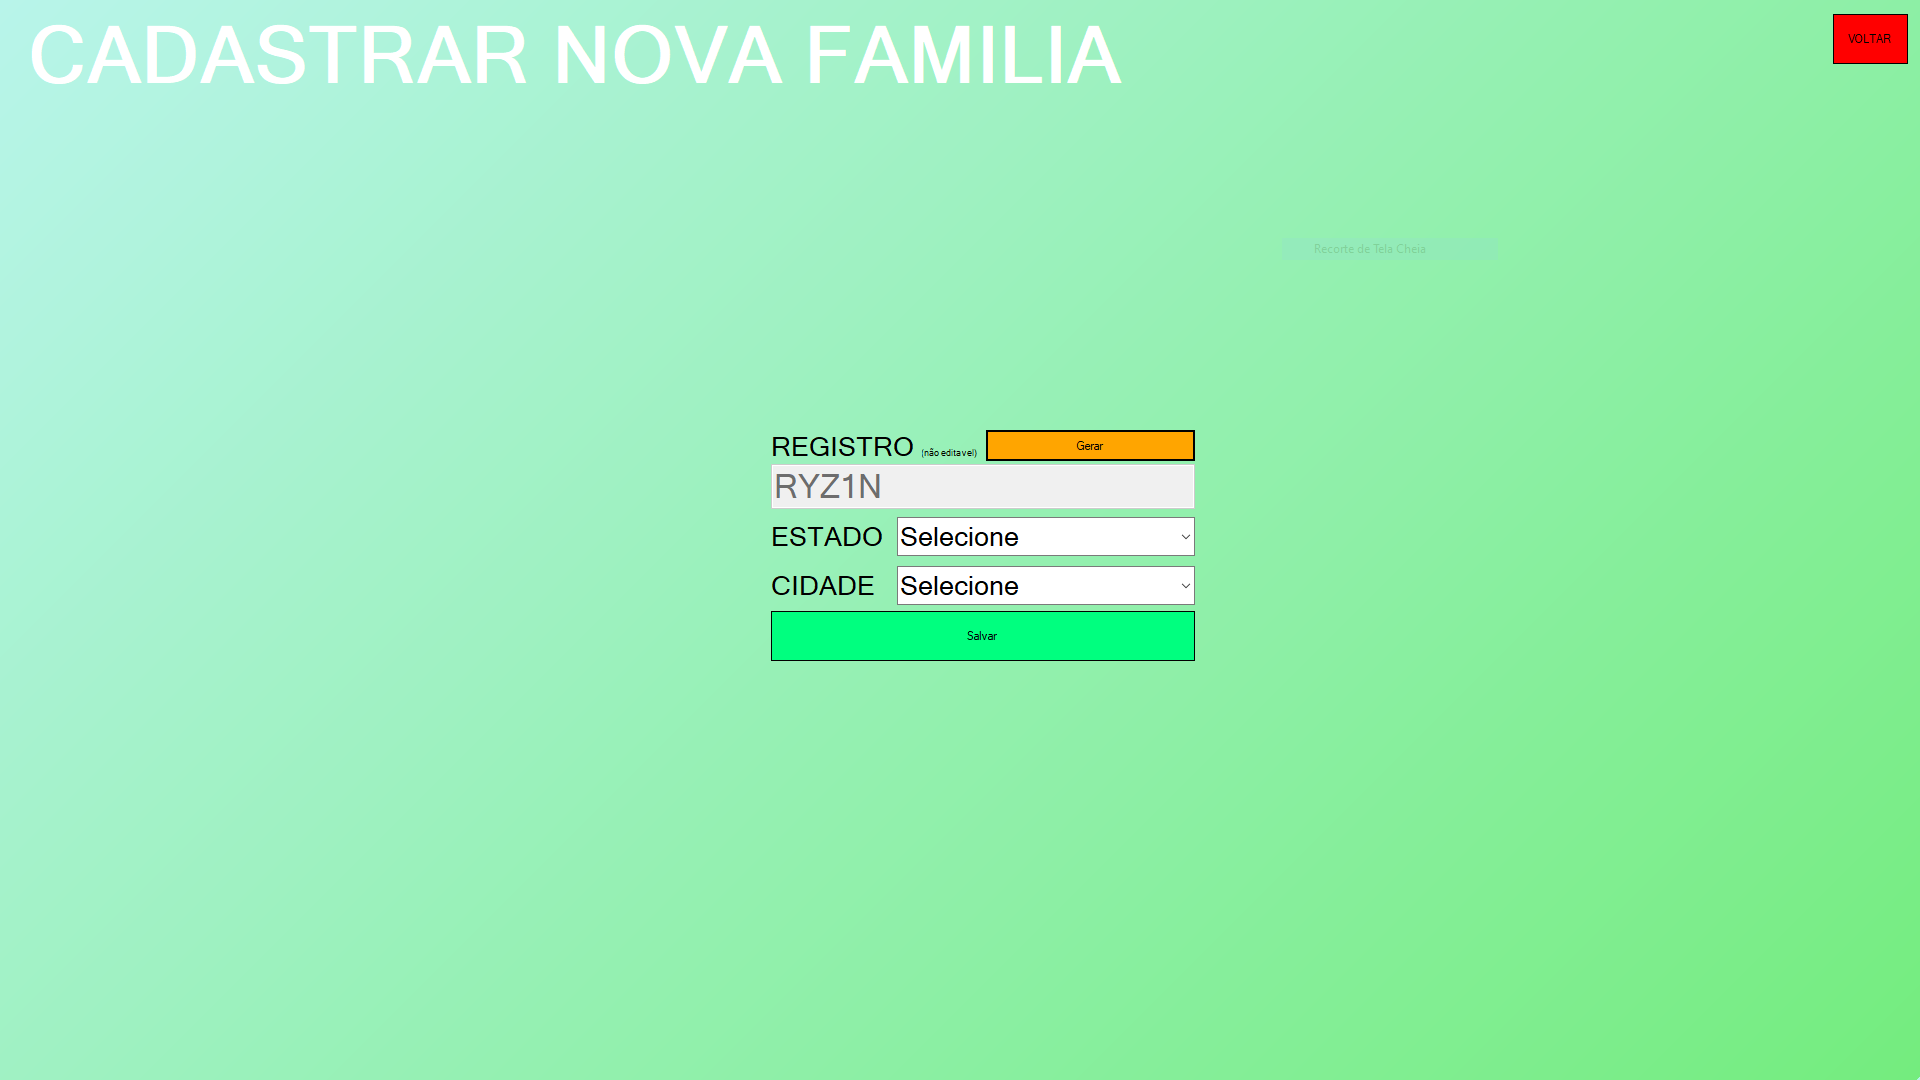 CADASTRAR NOVA FAMILIA
VOLTAR
Recorte de Tela Cheia
REGISTRO (não editavel) Gerar
RYZ1N
ESTADO Selecione
CIDADE Selecione
Salvar